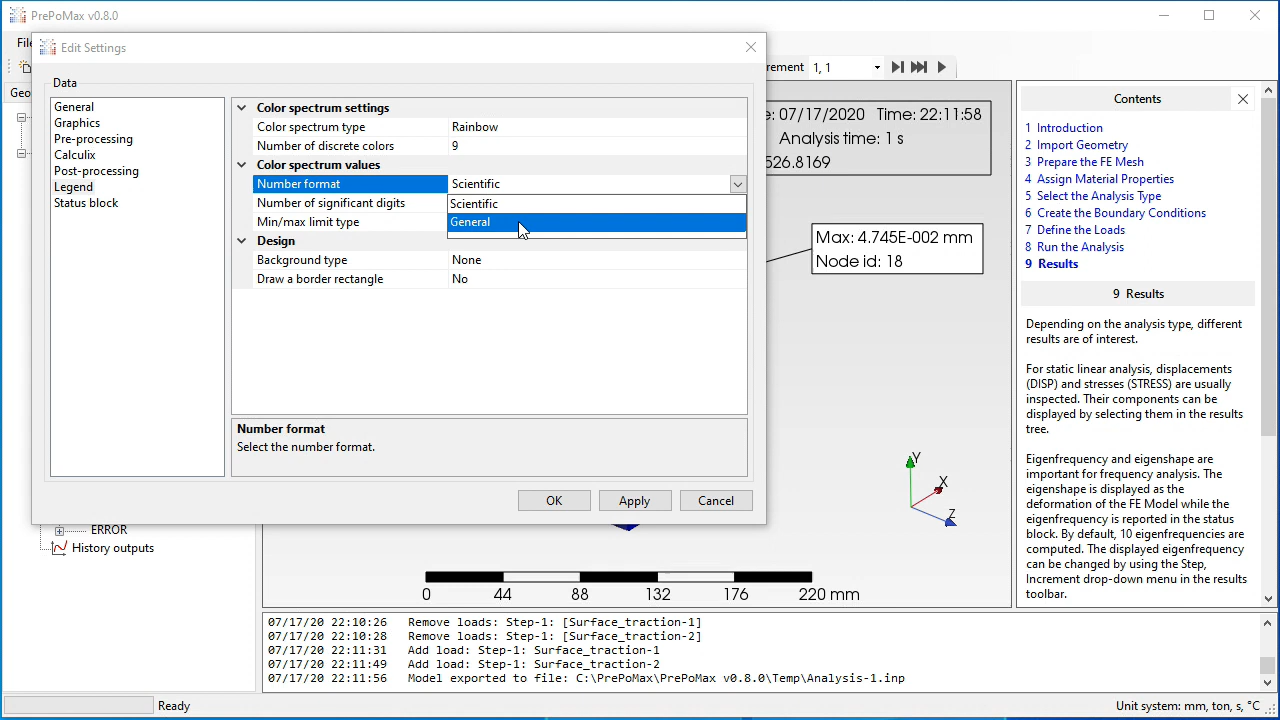 PrePoMax v0.8.0
File
Edit Settings
rement 1, 1
Geo
Data
General
Graphics
Pre-processing
Calculix
Post-processing
Legend
Status block
Color spectrum settings
Color spectrum type Rainbow
Number of discrete colors 9
Color spectrum values
Number format Scientific
Number of significant digits
Min/max limit type
Scientific
General
Design
Background type None
Draw a border rectangle No
Number format
Select the number format.
OK Apply Cancel
e: 07/17/2020 Time: 22:11:58
Analysis time: 1 s
526.8169
Max: 4.745E-002 mm
Node id: 18
Y
X
Z
0 44 88 132 176 220 mm
ERROR
History outputs
Contents
1 Introduction
2 Import Geometry
3 Prepare the FE Mesh
4 Assign Material Properties
5 Select the Analysis Type
6 Create the Boundary Conditions
7 Define the Loads
8 Run the Analysis
9 Results
9 Results
Depending on the analysis type, different
results are of interest.
For static linear analysis, displacements
(DISP) and stresses (STRESS) are usually
inspected. Their components can be
displayed by selecting them in the results
tree.
Eigenfrequency and eigenshape are
important for frequency analysis. The
eigenshape is displayed as the
deformation of the FE Model while the
eigenfrequency is reported in the status
block. By default, 10 eigenfrequencies are
computed. The displayed eigenfrequency
can be changed by using the Step,
Increment drop-down menu in the results
toolbar.
07/17/20 22:10:26 Remove loads: Step-1: [Surface_traction-1]
07/17/20 22:10:28 Remove loads: Step-1: [Surface_traction-2]
07/17/20 22:11:31 Add load: Step-1: Surface_traction-1
07/17/20 22:11:49 Add load: Step-1: Surface_traction-2
07/17/20 22:11:56 Model exported to file: C:\PrePoMax\PrePoMax v0.8.0\Temp\Analysis-1.inp
Ready
Unit system: mm, ton, s, °C